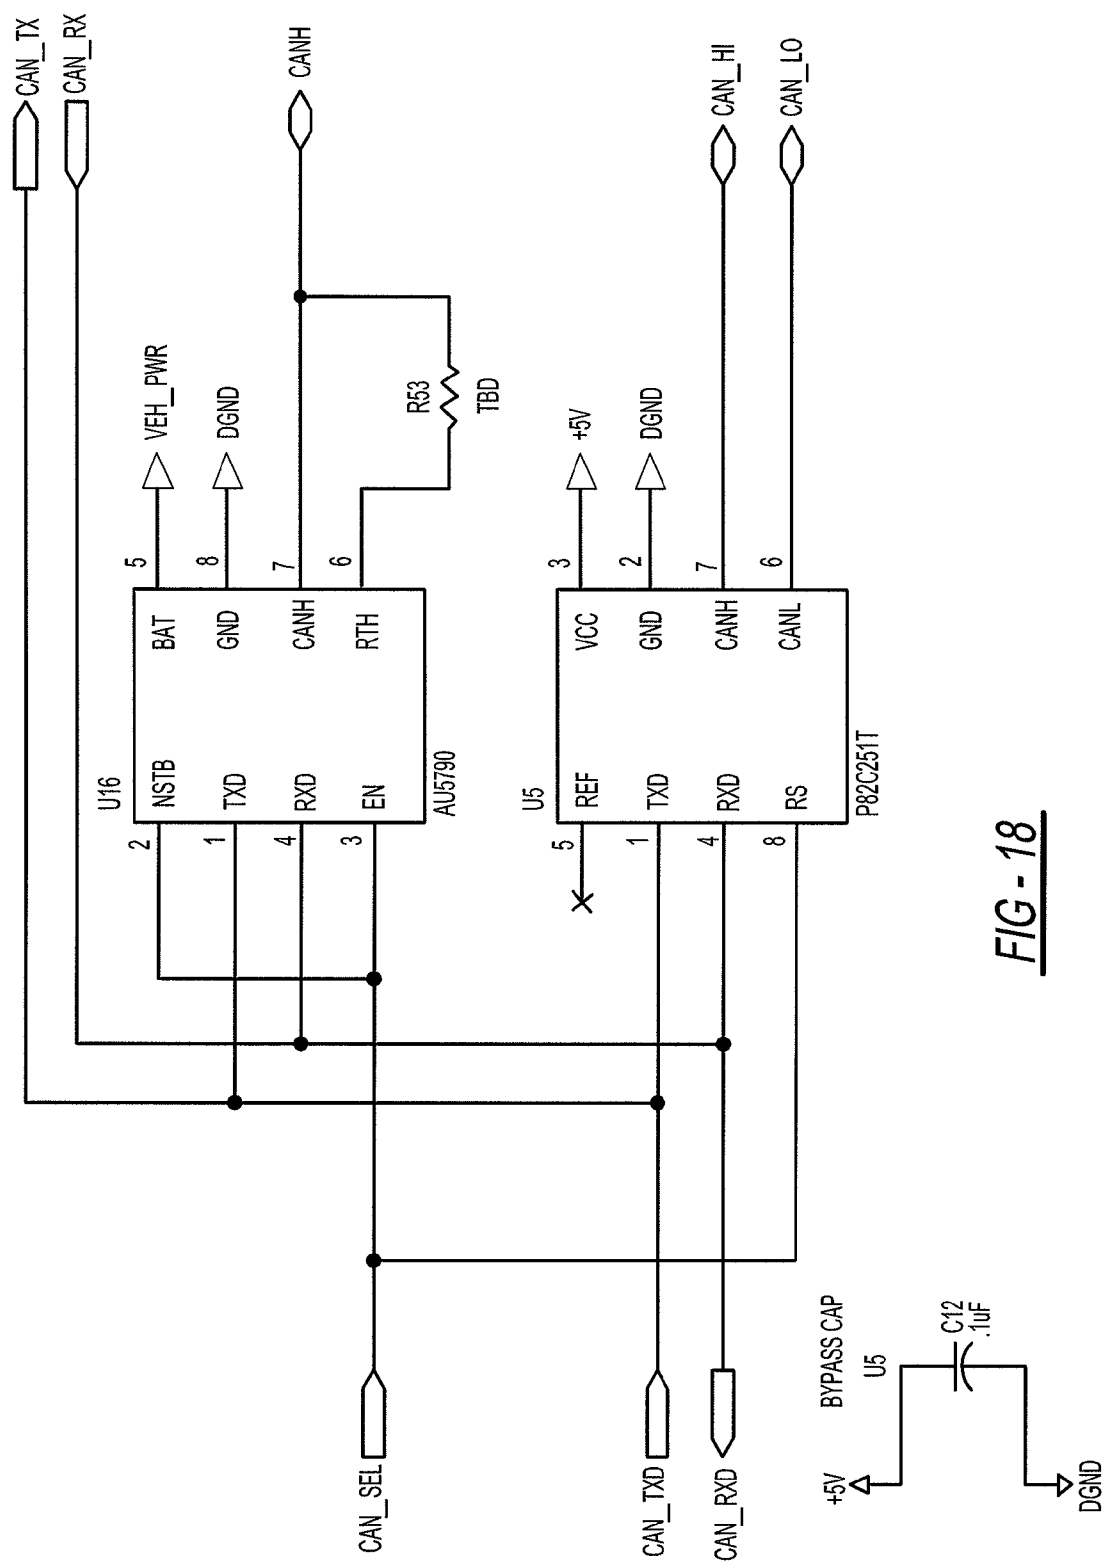 CAN_TX
CAN_RX
CANH
VEH_PWR
DGND
R53
TBD
U16
2 NSTB BAT 5
1 TXD GND 8
4 RXD CANH 7
3 EN RTH 6
AU5790
+5V
DGND
CAN_HI
CAN_LO
U5
5 REF VCC 3
1 TXD GND 2
4 RXD CANH 7
8 RS CANL 6
P82C251T
CAN_SEL
CAN_TXD
CAN_RXD
BYPASS CAP
U5
+5V
C12
.1uF
DGND
FIG - 18